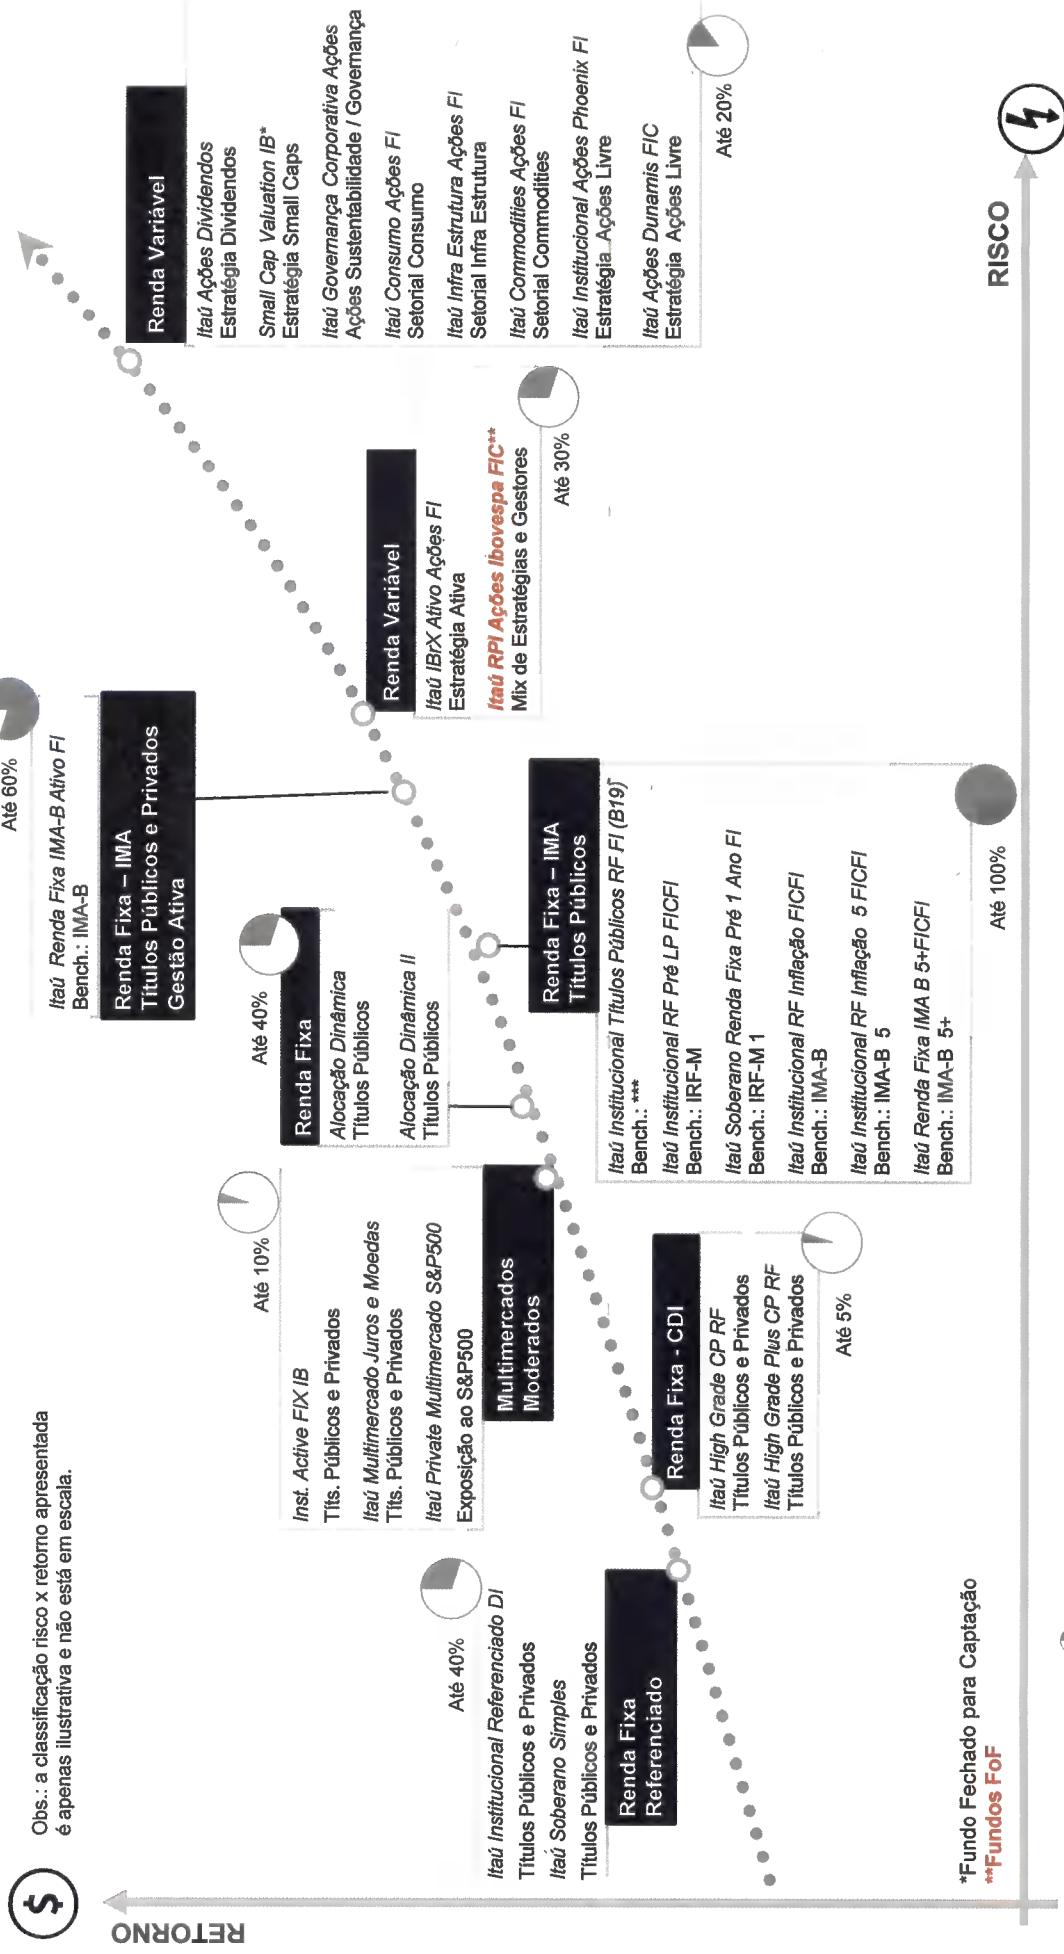 $
Obs.: a classificação risco x retorno apresentada
é apenas ilustrativa e não está em escala.
RETORNO
Até 40%
Itaú Institucional Referenciado DI
Títulos Públicos e Privados
Itaú Soberano Simples
Títulos Públicos e Privados
Renda Fixa
Referenciado
Até 10%
Inst. Active FIX IB
Títs. Públicos e Privados
Itaú Multimercado Juros e Moedas
Títs. Públicos e Privados
Itaú Private Multimercado S&P500
Exposição ao S&P500
Multimercados
Moderados
Renda Fixa - CDI
Itaú High Grade CP RF
Títulos Públicos e Privados
Itaú High Grade Plus CP RF
Títulos Públicos e Privados
Até 5%
Até 40%
Renda Fixa
Alocação Dinâmica
Títulos Públicos
Alocação Dinâmica II
Títulos Públicos
Até 60%
Itaú Renda Fixa IMA-B Ativo FI
Bench.: IMA-B
Renda Fixa – IMA
Títulos Públicos e Privados
Gestão Ativa
Renda Fixa – IMA
Títulos Públicos
Itaú Institucional Títulos Públicos RF FI (B19)
Bench.: ***
Itaú Institucional RF Pré LP FICFI
Bench.: IRF-M
Itaú Soberano Renda Fixa Pré 1 Ano FI
Bench.: IRF-M 1
Itaú Institucional RF Inflação FICFI
Bench.: IMA-B
Itaú Institucional RF Inflação 5 FICFI
Bench.: IMA-B 5
Itaú Renda Fixa IMA B 5+FICFI
Bench.: IMA-B 5+
Até 100%
Renda Variável
Itaú IBrX Ativo Ações FI
Estratégia Ativa
Itaú RPI Ações Ibovespa FIC**
Mix de Estratégias e Gestores
Até 30%
Renda Variável
Itaú Ações Dividendos
Estratégia Dividendos
Small Cap Valuation IB*
Estratégia Small Caps
Itaú Governança Corporativa Ações
Ações Sustentabilidade / Governança
Itaú Consumo Ações FI
Setorial Consumo
Itaú Infra Estrutura Ações FI
Setorial Infra Estrutura
Itaú Commodities Ações FI
Setorial Commodities
Itaú Institucional Ações Phoenix FI
Estratégia Ações Livre
Itaú Ações Dunamis FIC
Estratégia Ações Livre
Até 20%
RISCO
*Fundo Fechado para Captação
**Fundos FoF